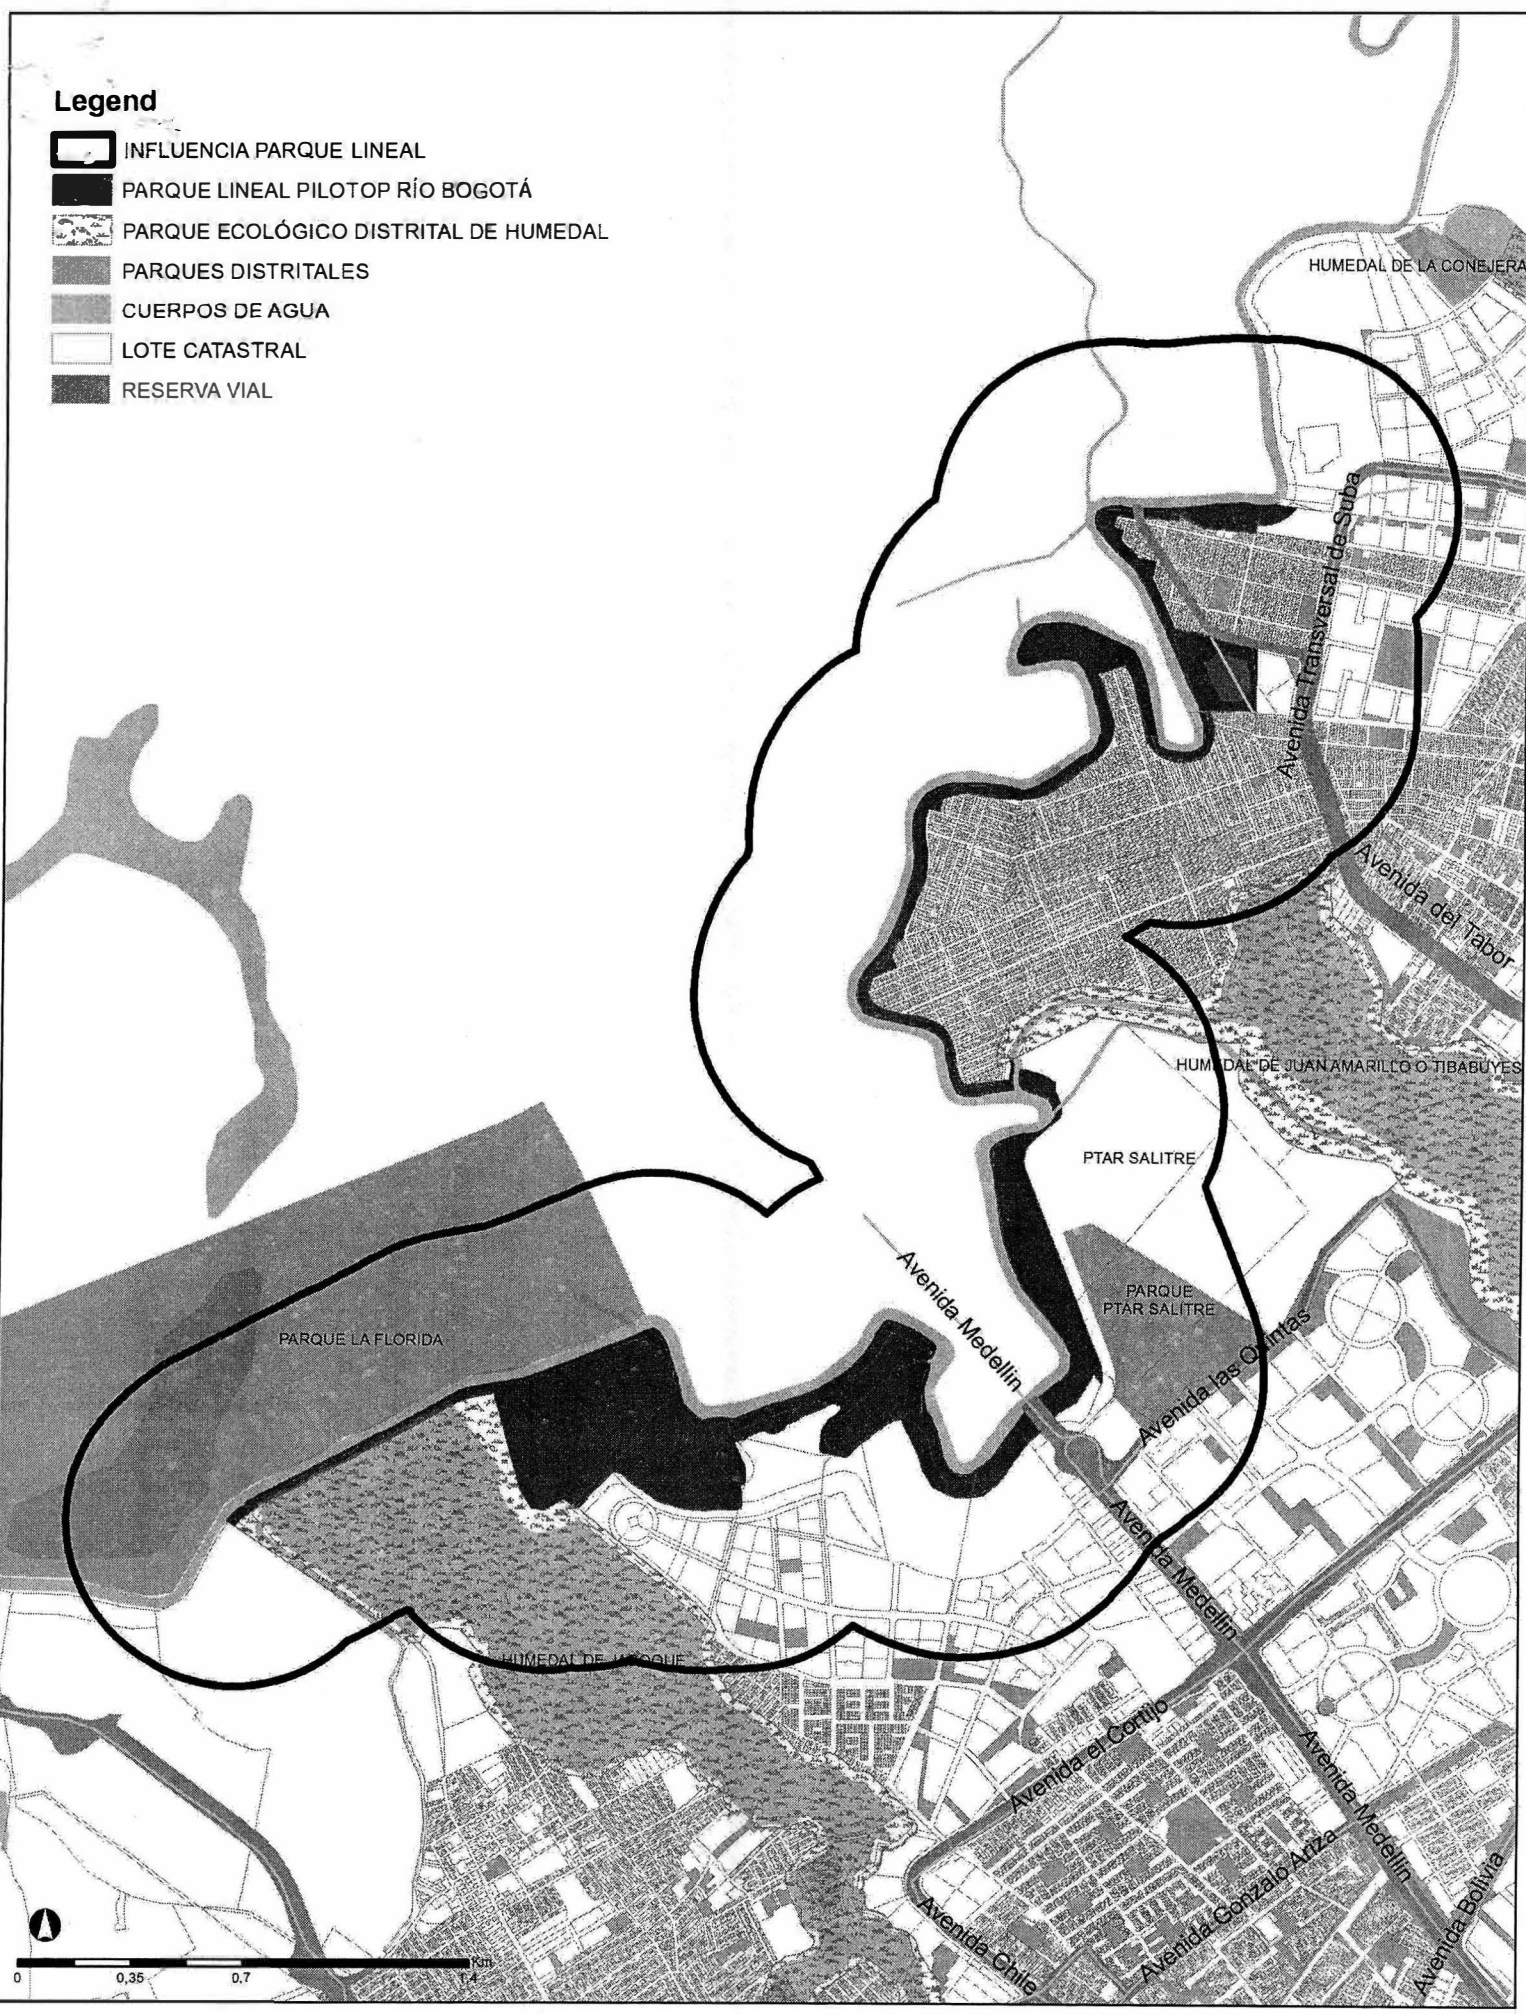 Legend
INFLUENCIA PARQUE LINEAL
PARQUE LINEAL PILOTOP RÍO BOGOTÁ
PARQUE ECOLÓGICO DISTRITAL DE HUMEDAL
PARQUES DISTRITALES
CUERPOS DE AGUA
LOTE CATASTRAL
RESERVA VIAL
HUMEDAL DE LA CONEJERA
Avenida Transversal de Suba
Avenida del Tabor
HUMEDAL DE JUAN AMARILLO O TIBABUYES
PTAR SALITRE
PARQUE
PTAR SALITRE
Avenida Medellin
PARQUE LA FLORIDA
Avenida las Quintas
Avenida Medellin
HUMEDAL DE
Avenida el Cortijo
Avenida Medellin
Avenida Gonzalo Ariza
Avenida Bolivia
Avenida Chile
Km
0 0,35 0,7 1,4